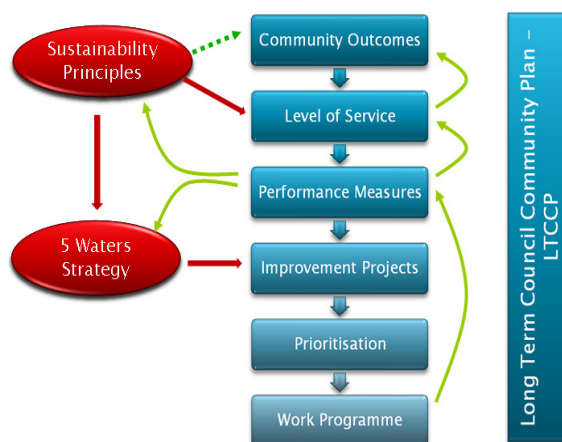 Sustainability
Principles
Community Outcomes
Level of Service
Performance Measures
5 Waters
Strategy
Improvement Projects
Prioritisation
Work Programme
Long Term Council Community Plan –
LTCCP